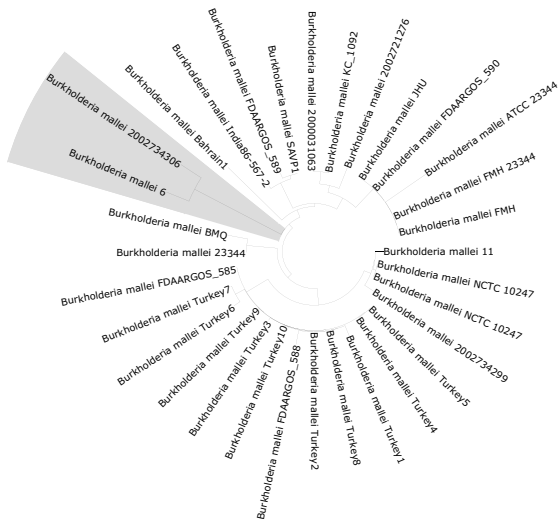 Burkholderia mallei 2002734306
Burkholderia mallei 6
Burkholderia mallei Bahrain1
Burkholderia mallei India86-567-2
Burkholderia mallei FDAARGOS_589
Burkholderia mallei SAVP1
Burkholderia mallei 2000031063
Burkholderia mallei KC_1092
Burkholderia mallei 2002721276
Burkholderia mallei JHU
Burkholderia mallei FDAARGOS_590
Burkholderia mallei ATCC 23344
Burkholderia mallei FMH 23344
Burkholderia mallei FMH
Burkholderia mallei 11
Burkholderia mallei NCTC 10247
Burkholderia mallei NCTC 10247
Burkholderia mallei 2002734299
Burkholderia mallei Turkey5
Burkholderia mallei Turkey4
Burkholderia mallei Turkey1
Burkholderia mallei Turkey8
Burkholderia mallei Turkey2
Burkholderia mallei FDAARGOS_588
Burkholderia mallei Turkey10
Burkholderia mallei Turkey3
Burkholderia mallei Turkey9
Burkholderia mallei Turkey6
Burkholderia mallei Turkey7
Burkholderia mallei FDAARGOS_585
Burkholderia mallei 23344
Burkholderia mallei BMQ